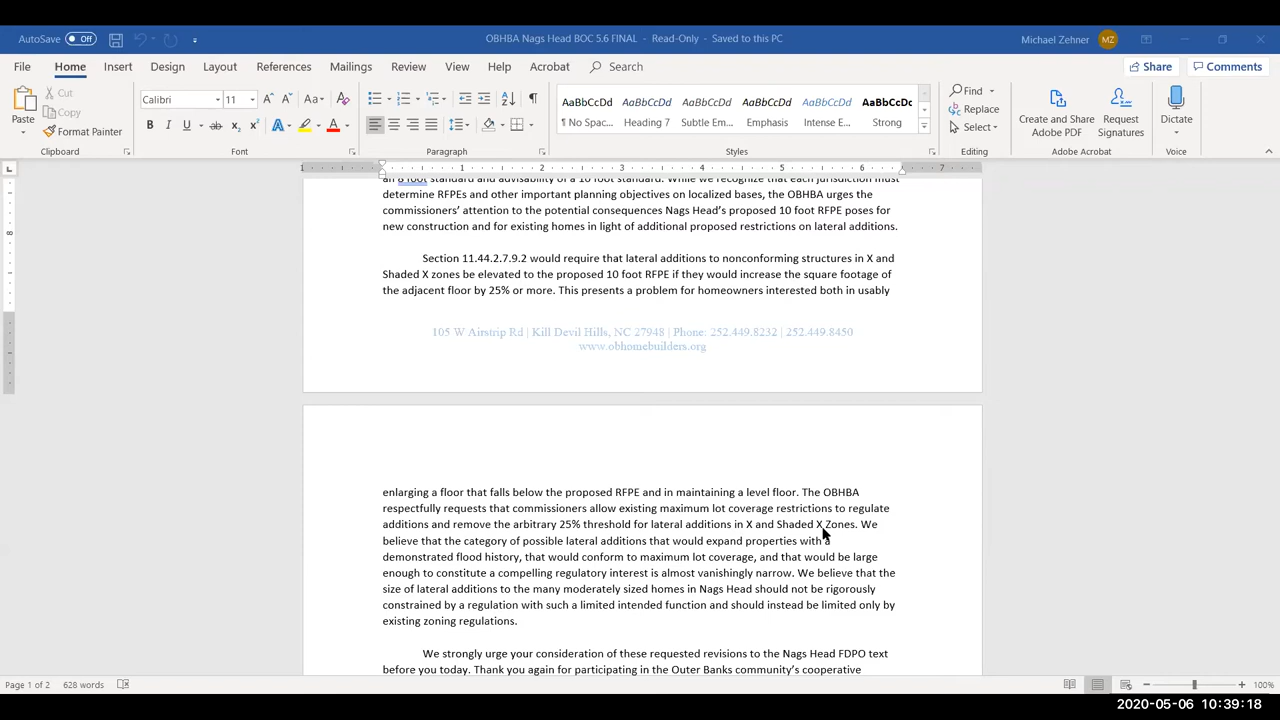 AutoSave Off OBHBA Nags Head BOC 5.6 FINAL - Read-Only - Saved to this PC Michael Zehner MZ
File Home Insert Design Layout References Mailings Review View Help Acrobat Search Share Comments
Paste Cut Copy Format Painter
Calibri 11
AaBbCcDd AaBbCcDd AaBbCcDd AaBbCcDd AaBbCcDd AaBbCcDc
¶ No Spac... Heading 7 Subtle Em... Emphasis Intense E... Strong
Find Replace Select
Create and Share Adobe PDF Request Signatures Dictate
Clipboard Font Paragraph Styles Editing Adobe Acrobat Voice
1 1 2 3 4 5 6 7
8
an 8 foot standard and advisability of a 10 foot standard. While we recognize that each jurisdiction must
determine RFPEs and other important planning objectives on localized bases, the OBHBA urges the
commissioners' attention to the potential consequences Nags Head's proposed 10 foot RFPE poses for
new construction and for existing homes in light of additional proposed restrictions on lateral additions.
Section 11.44.2.7.9.2 would require that lateral additions to nonconforming structures in X and
Shaded X zones be elevated to the proposed 10 foot RFPE if they would increase the square footage of
the adjacent floor by 25% or more. This presents a problem for homeowners interested both in usably
105 W Airstrip Rd | Kill Devil Hills, NC 27948 | Phone: 252.449.8232 | 252.449.8450
www.obhomebuilders.org
enlarging a floor that falls below the proposed RFPE and in maintaining a level floor. The OBHBA
respectfully requests that commissioners allow existing maximum lot coverage restrictions to regulate
additions and remove the arbitrary 25% threshold for lateral additions in X and Shaded X Zones. We
believe that the category of possible lateral additions that would expand properties with a
demonstrated flood history, that would conform to maximum lot coverage, and that would be large
enough to constitute a compelling regulatory interest is almost vanishingly narrow. We believe that the
size of lateral additions to the many moderately sized homes in Nags Head should not be rigorously
constrained by a regulation with such a limited intended function and should instead be limited only by
existing zoning regulations.
We strongly urge your consideration of these requested revisions to the Nags Head FDPO text
before you today. Thank you again for participating in the Outer Banks community's cooperative
Page 1 of 2 628 words 100%
2020-05-06 10:39:18